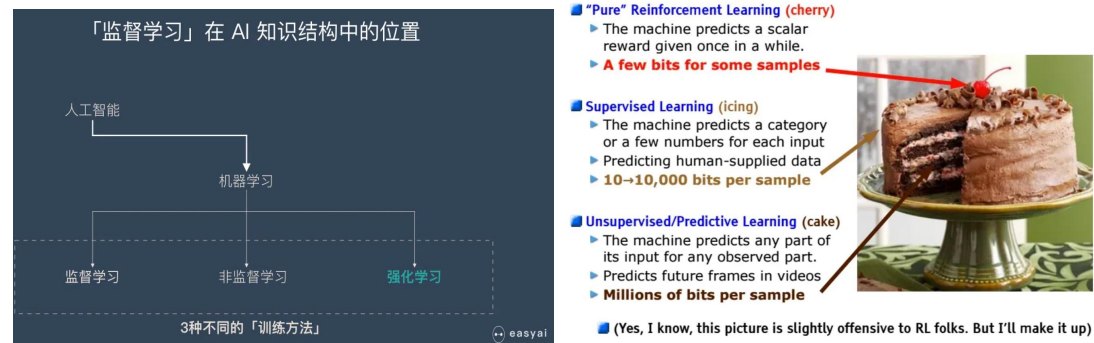 「监督学习」在 AI 知识结构中的位置
人工智能
机器学习
监督学习
非监督学习
强化学习
3种不同的「训练方法」
easyai
"Pure" Reinforcement Learning (cherry)
The machine predicts a scalar
reward given once in a while.
A few bits for some samples
Supervised Learning (icing)
The machine predicts a category
or a few numbers for each input
Predicting human-supplied data
10→10,000 bits per sample
Unsupervised/Predictive Learning (cake)
The machine predicts any part of
its input for any observed part.
Predicts future frames in videos
Millions of bits per sample
(Yes, I know, this picture is slightly offensive to RL folks. But I'll make it up)